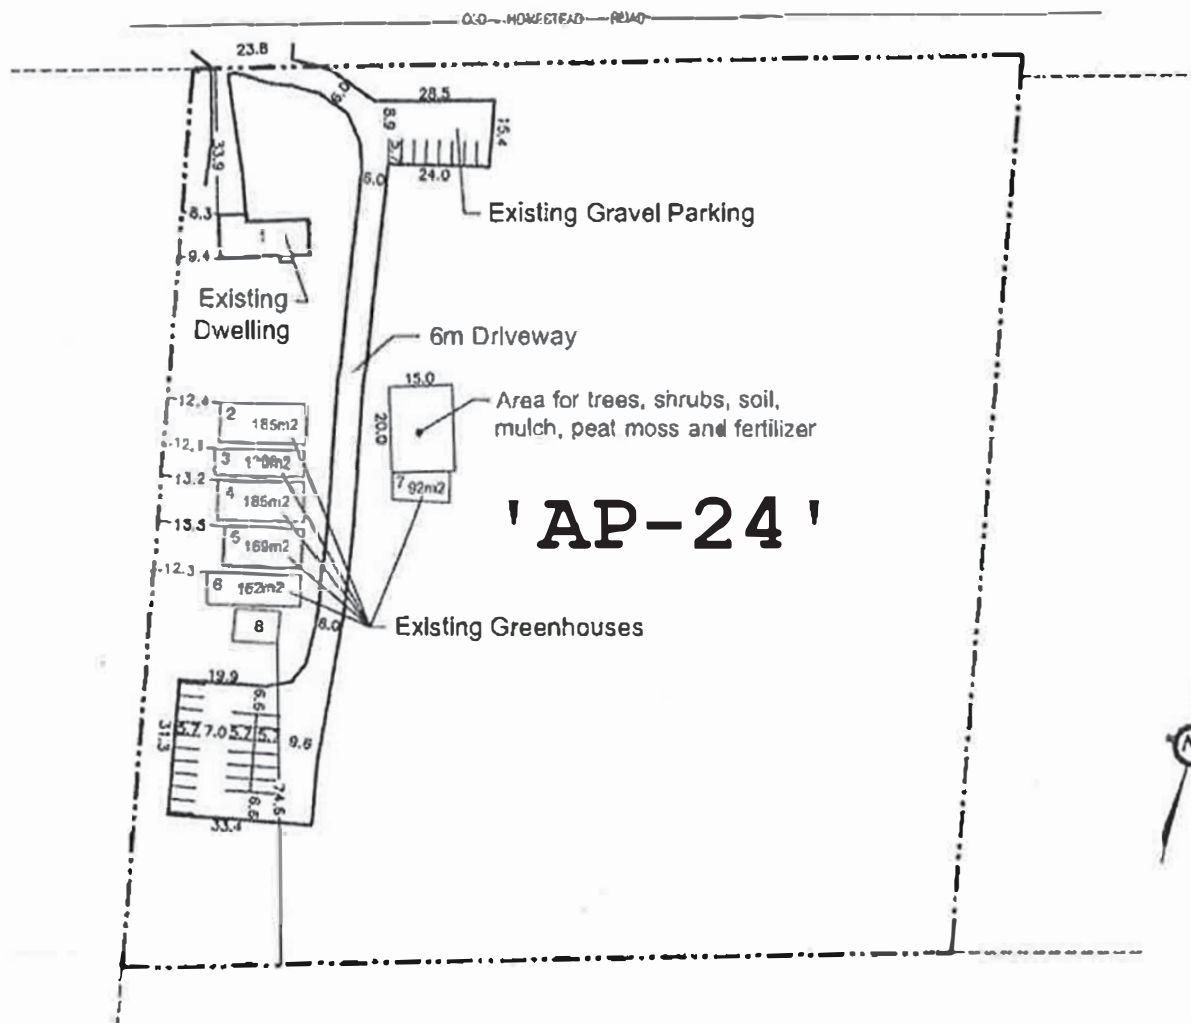 OLD HOMESTEAD ROAD
23.8
6.0
28.5
8.9
15.4
33.9
5.7
24.0
6.0
8.3
Existing Gravel Parking
9.4
Existing
Dwelling
6m Driveway
15.0
Area for trees, shrubs, soil,
mulch, peat moss and fertilizer
20.0
12.4
2
185m2
12.1
3
13.2
4
185m2
7 92m2
'AP-24'
13.3
5
169m2
12.3
6
162m2
8
6.0
Existing Greenhouses
19.9
6.6
31.3
5.7 7.0 5.7 5.7
9.6
74.5
6.6
33.4
N